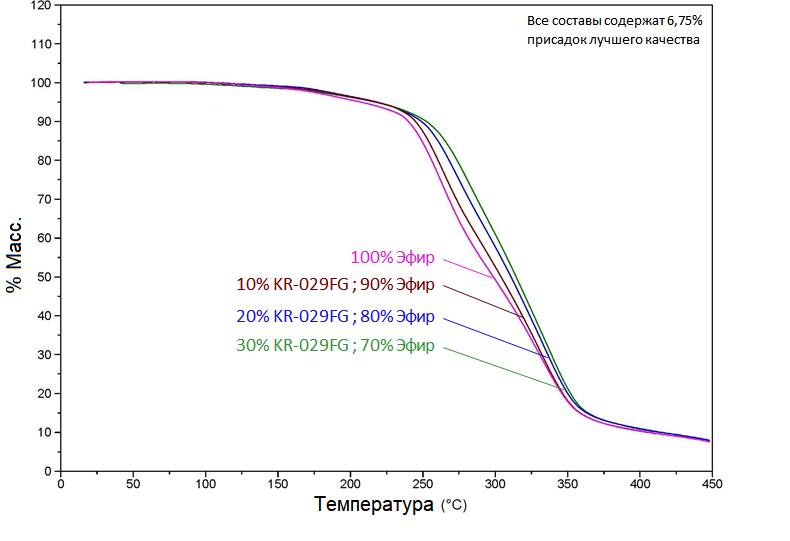 Все составы содержат 6,75%
присадок лучшего качества
120
110
100
90
80
70
60
50
40
30
20
10
0
% Масс.
100% Эфир
10% KR-029FG ; 90% Эфир
20% KR-029FG ; 80% Эфир
30% KR-029FG ; 70% Эфир
0 50 100 150 200 250 300 350 400 450
Температура (°C)